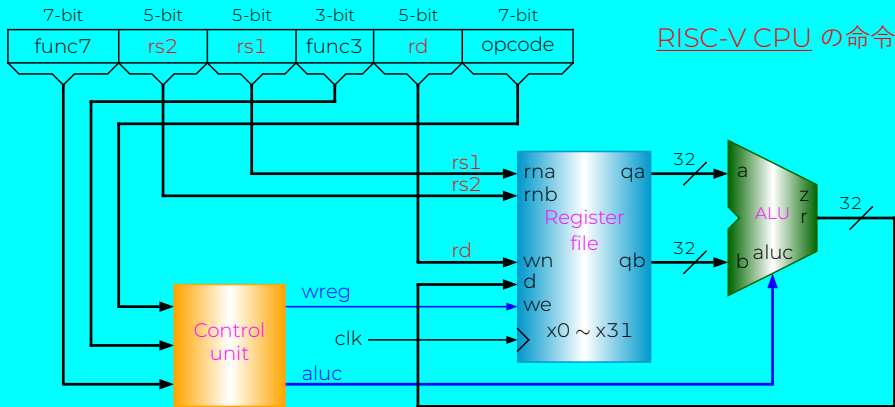 7-bit 5-bit 5-bit 3-bit 5-bit 7-bit
func7 rs2 rs1 func3 rd opcode
RISC-V CPU の命令
rs1 rna qa 32 a
rs2 rnb
Register
file
32 z
ALU r
rd wn qb 32 b aluc
d
wreg we
clk x0 ~ x31
Control
unit
aluc